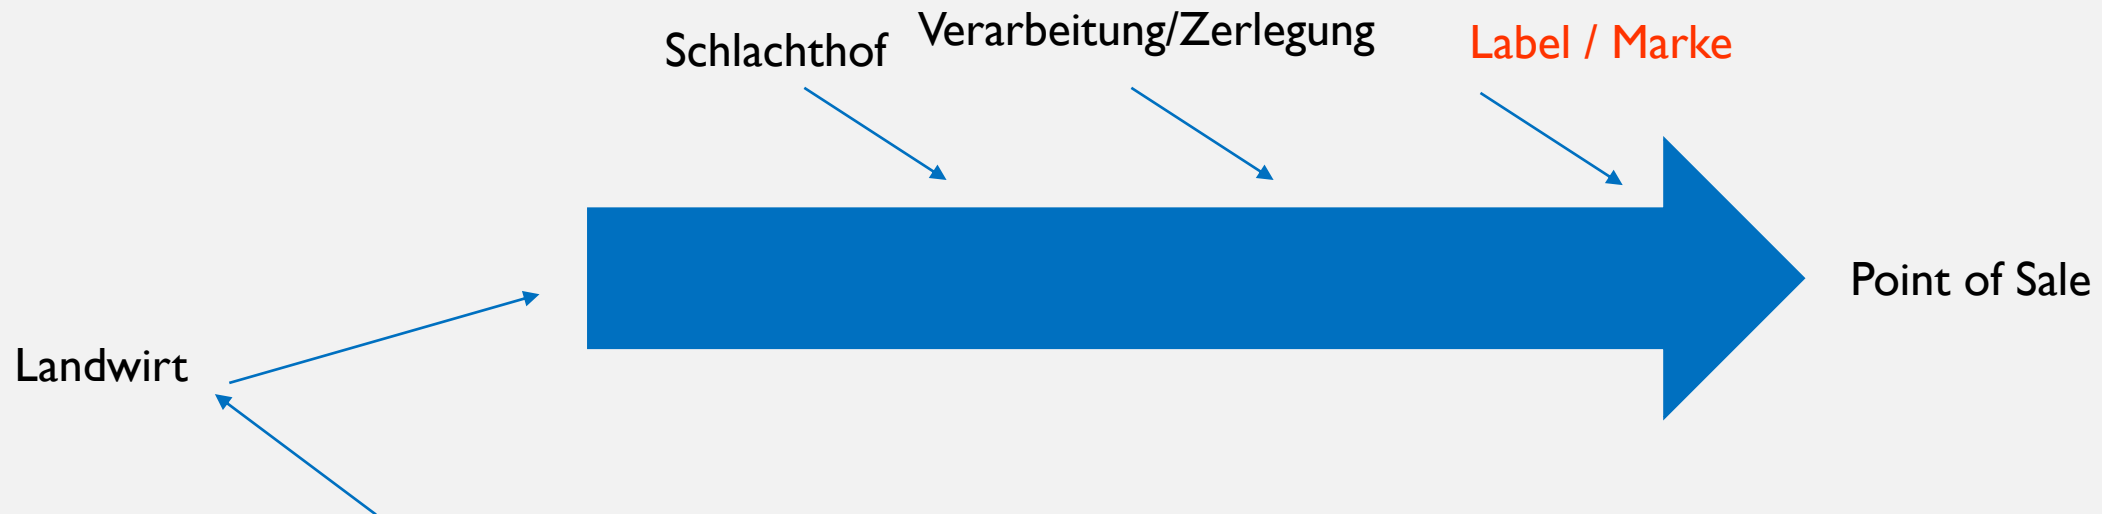 Schlachthof
Verarbeitung/Zerlegung
Label / Marke
Point of Sale
Landwirt